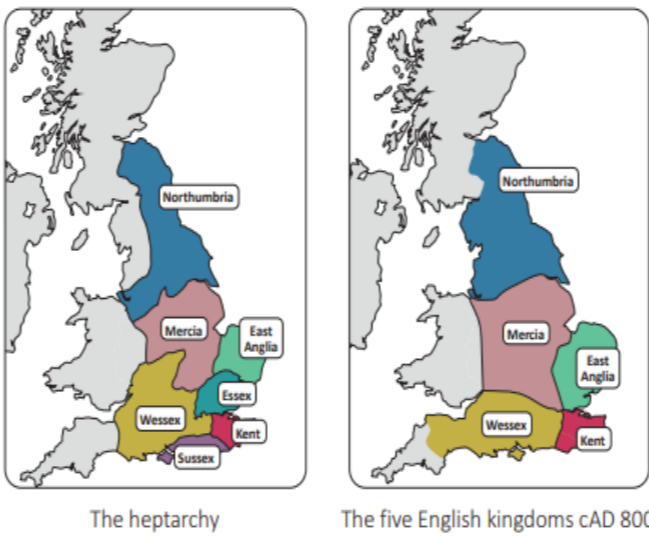 Northumbria
Mercia
East
Anglia
Essex
Wessex
Kent
Sussex
The heptarchy
Northumbria
Mercia
East
Anglia
Wessex
Kent
The five English kingdoms cAD 800